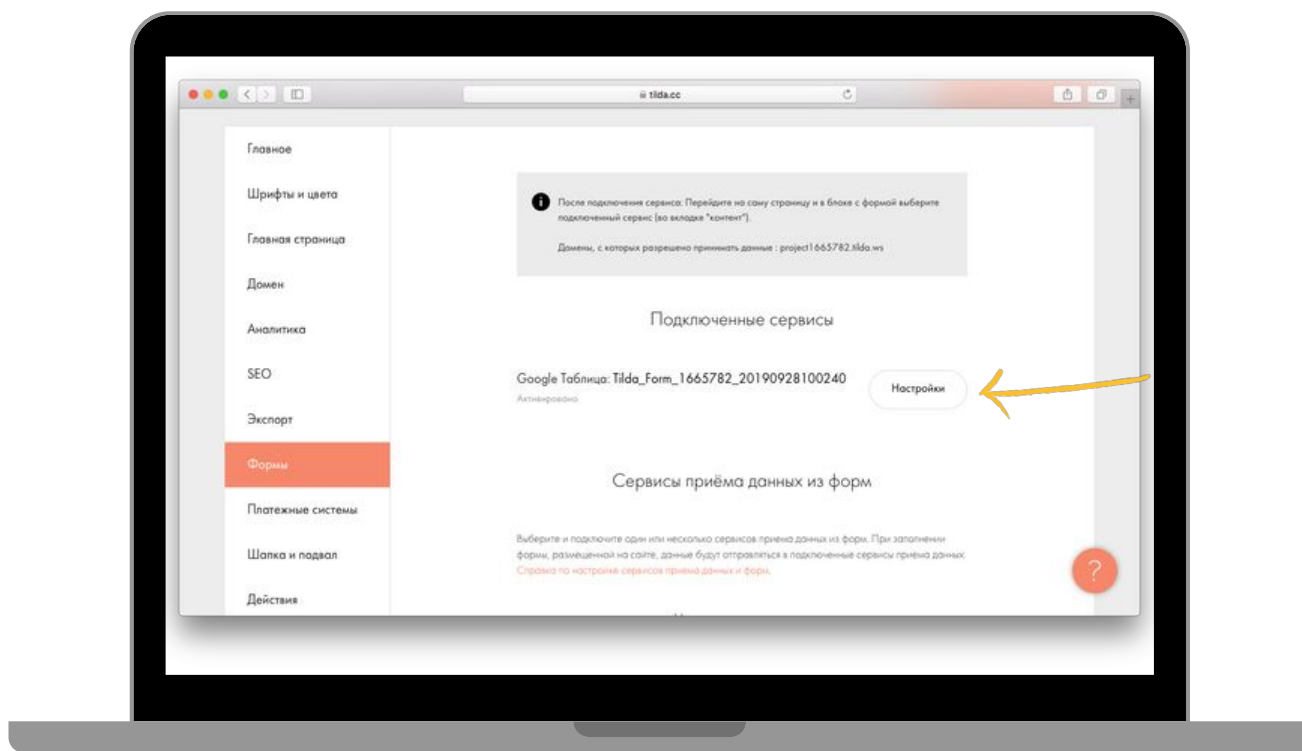 tilda.cc
Главное
Шрифты и цвета
Главная страница
Домен
Аналитика
SEO
Экспорт
Формы
Платежные системы
Шапка и подвал
Действия
После подключения сервиса: Перейдите на саму страницу и в блоке с формой выберите
подключенный сервис (во вкладке "контент").
Домены, с которых разрешено принимать данные : project1665782.tilda.ws
Подключенные сервисы
Google Таблица: Tilda_Form_1665782_20190928100240
Активировано
Настройки
Сервисы приёма данных из форм
Выберите и подключите один или несколько сервисов приема данных из форм. При заполнении
формы, размещенной на сайте, данные будут отправляться в подключенные сервисы приема данных.
Справка по настройке сервисов приема данных и форм.
?